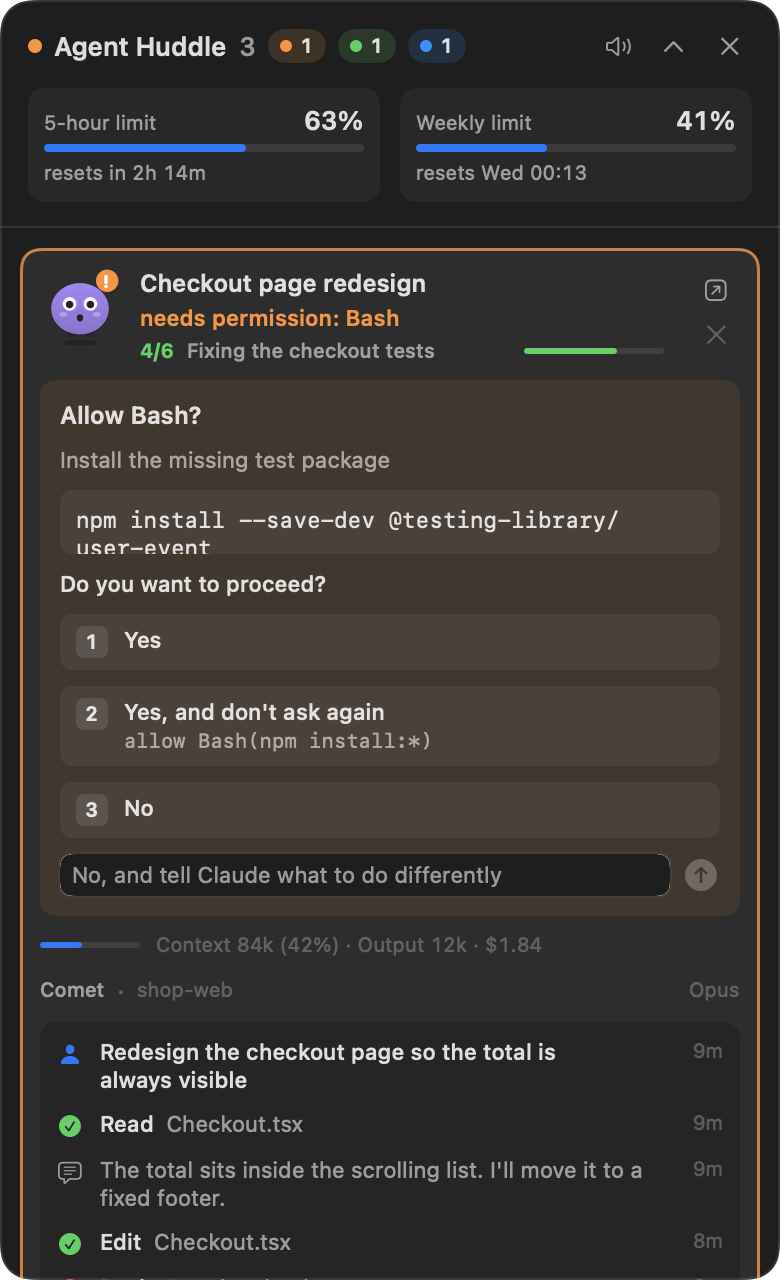 Agent Huddle 3 1 1 1
5-hour limit 63%
resets in 2h 14m
Weekly limit 41%
resets Wed 00:13
!
Checkout page redesign
needs permission: Bash
4/6 Fixing the checkout tests
Allow Bash?
Install the missing test package
npm install --save-dev @testing-library/
user-event
Do you want to proceed?
1 Yes
2 Yes, and don't ask again
allow Bash(npm install:*)
3 No
No, and tell Claude what to do differently
Context 84k (42%) · Output 12k · $1.84
Comet · shop-web Opus
Redesign the checkout page so the total is 9m
always visible
Read Checkout.tsx 9m
The total sits inside the scrolling list. I'll move it to a 9m
fixed footer.
Edit Checkout.tsx 8m